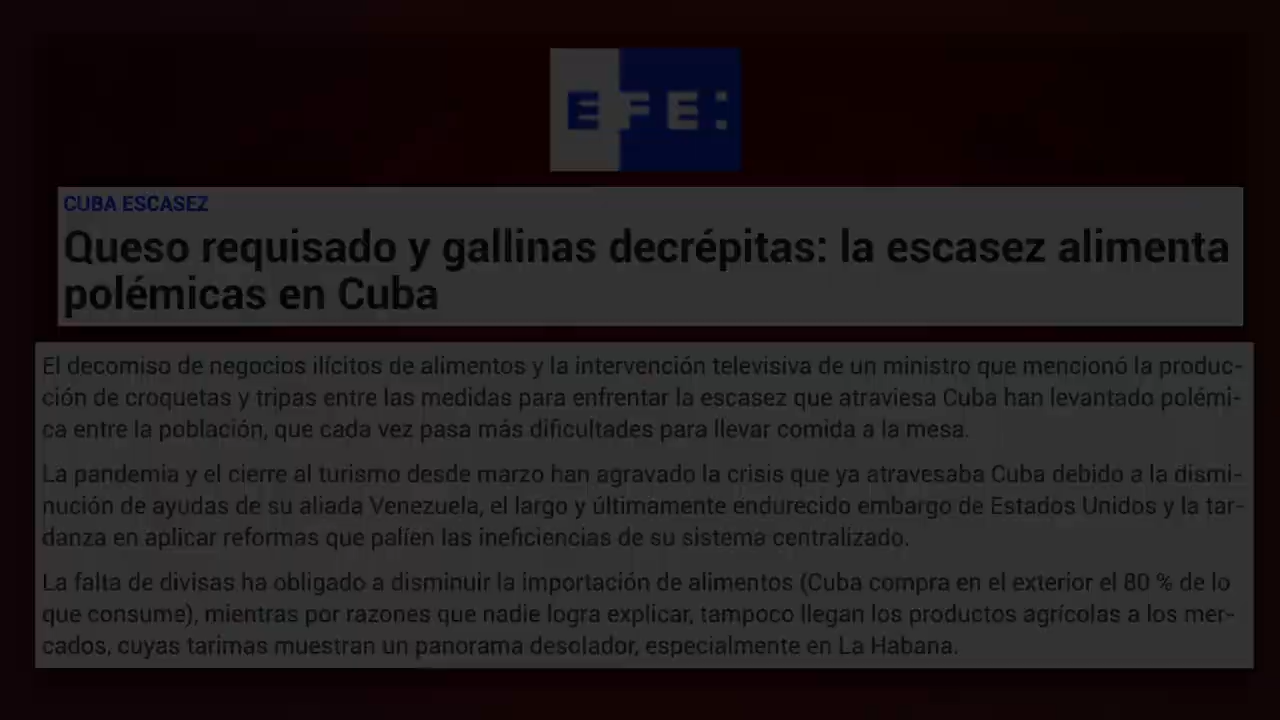 EFE:
CUBA ESCASEZ
Queso requisado y gallinas decrépitas: la escasez alimenta
polémicas en Cuba
El decomiso de negocios ilícitos de alimentos y la intervención televisiva de un ministro que mencionó la produc-
ción de croquetas y tripas entre las medidas para enfrentar la escasez que atraviesa Cuba han levantado polémi-
ca entre la población, que cada vez pasa más dificultades para llevar comida a la mesa.
La pandemia y el cierre al turismo desde marzo han agravado la crisis que ya atravesaba Cuba debido a la dismi-
nución de ayudas de su aliada Venezuela, el largo y últimamente endurecido embargo de Estados Unidos y la tar-
danza en aplicar reformas que palíen las ineficiencias de su sistema centralizado.
La falta de divisas ha obligado a disminuir la importación de alimentos (Cuba compra en el exterior el 80 % de lo
que consume), mientras por razones que nadie logra explicar, tampoco llegan los productos agrícolas a los mer-
cados, cuyas tarimas muestran un panorama desolador, especialmente en La Habana.